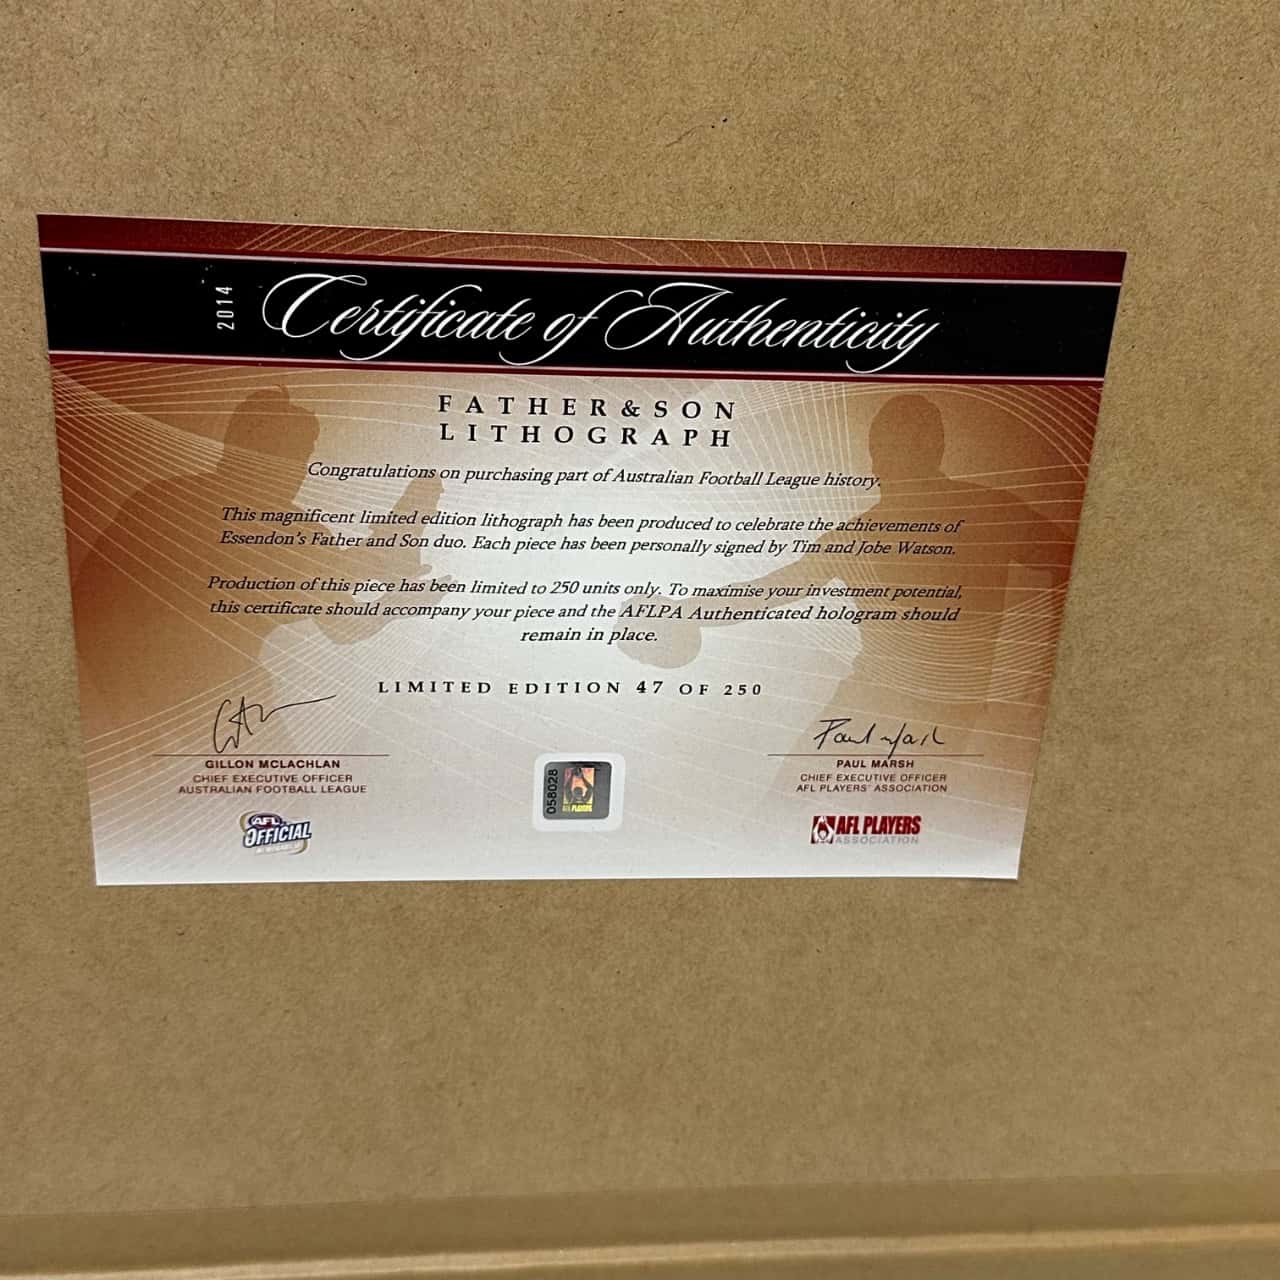 2014
Certificate of Authenticity
FATHER & SON
LITHOGRAPH
Congratulations on purchasing part of Australian Football League history.
This magnificent limited edition lithograph has been produced to celebrate the achievements of
Essendon's Father and Son duo. Each piece has been personally signed by Tim and Jobe Watson.
Production of this piece has been limited to 250 units only. To maximise your investment potential,
this certificate should accompany your piece and the AFLPA Authenticated hologram should
remain in place.
LIMITED EDITION 47 OF 250
Paul Marsh
GILLON MCLACHLAN
CHIEF EXECUTIVE OFFICER
AUSTRALIAN FOOTBALL LEAGUE
PAUL MARSH
CHIEF EXECUTIVE OFFICER
AFL PLAYERS' ASSOCIATION
058028
AFL PLAYERS
AFL
OFFICIAL
AFL PLAYERS
ASSOCIATION